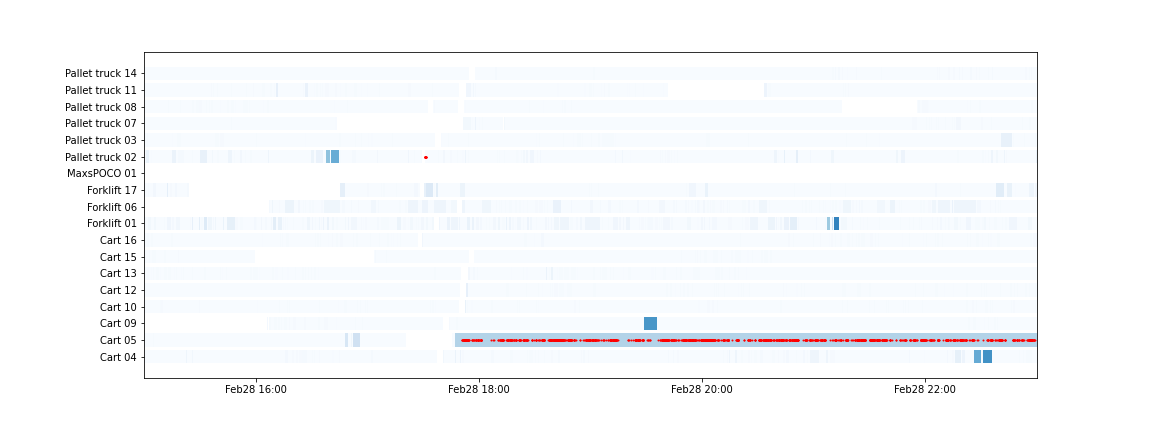 Pallet truck 14
Pallet truck 11
Pallet truck 08
Pallet truck 07
Pallet truck 03
Pallet truck 02
MaxsPOCO 01
Forklift 17
Forklift 06
Forklift 01
Cart 16
Cart 15
Cart 13
Cart 12
Cart 10
Cart 09
Cart 05
Cart 04
Feb28 16:00 Feb28 18:00 Feb28 20:00 Feb28 22:00